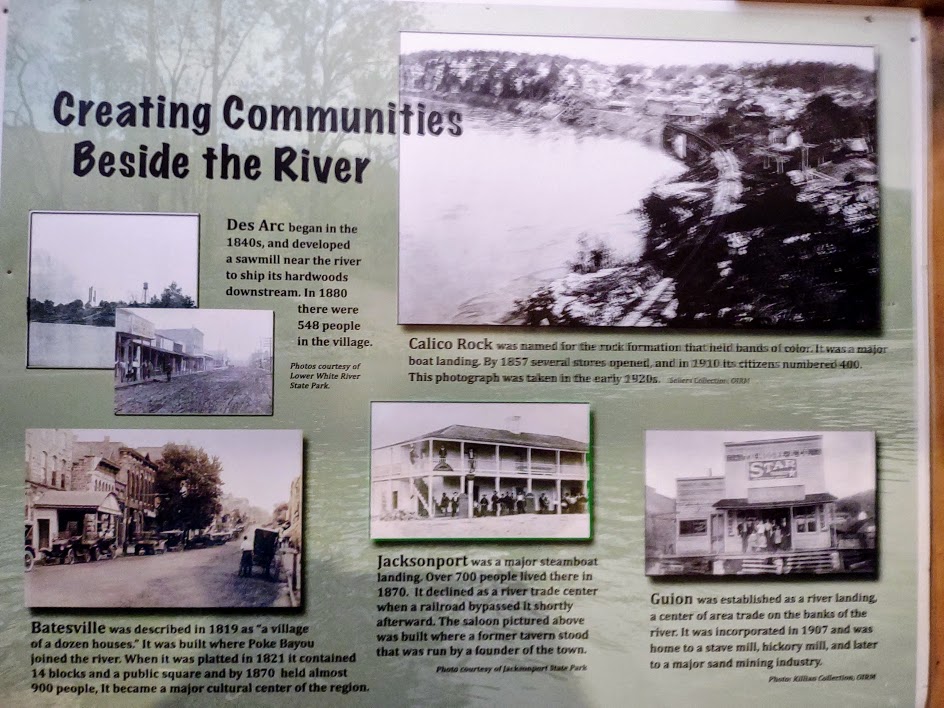 Creating Communities
Beside the River
Des Arc began in the
1840s, and developed
a sawmill near the river
to ship its hardwoods
downstream. In 1880
there were
548 people
in the village.
Photos courtesy of
Lower White River
State Park.
Calico Rock was named for the rock formation that held bands of color. It was a major
boat landing. By 1857 several stores opened, and in 1910 its citizens numbered 400.
This photograph was taken in the early 1920s. Sellers Collection, OIRM
Batesville was described in 1819 as "a village
of a dozen houses." It was built where Poke Bayou
joined the river. When it was platted in 1821 it contained
14 blocks and a public square and by 1870 held almost
900 people, It became a major cultural center of the region.
Jacksonport was a major steamboat
landing. Over 700 people lived there in
1870. It declined as a river trade center
when a railroad bypassed it shortly
afterward. The saloon pictured above
was built where a former tavern stood
that was run by a founder of the town.
Photo courtesy of Jacksonport State Park
STAR
Guion was established as a river landing,
a center of area trade on the banks of the
river. It was incorporated in 1907 and was
home to a stave mill, hickory mill, and later
to a major sand mining industry.
Photo: Killian Collection, OIRM